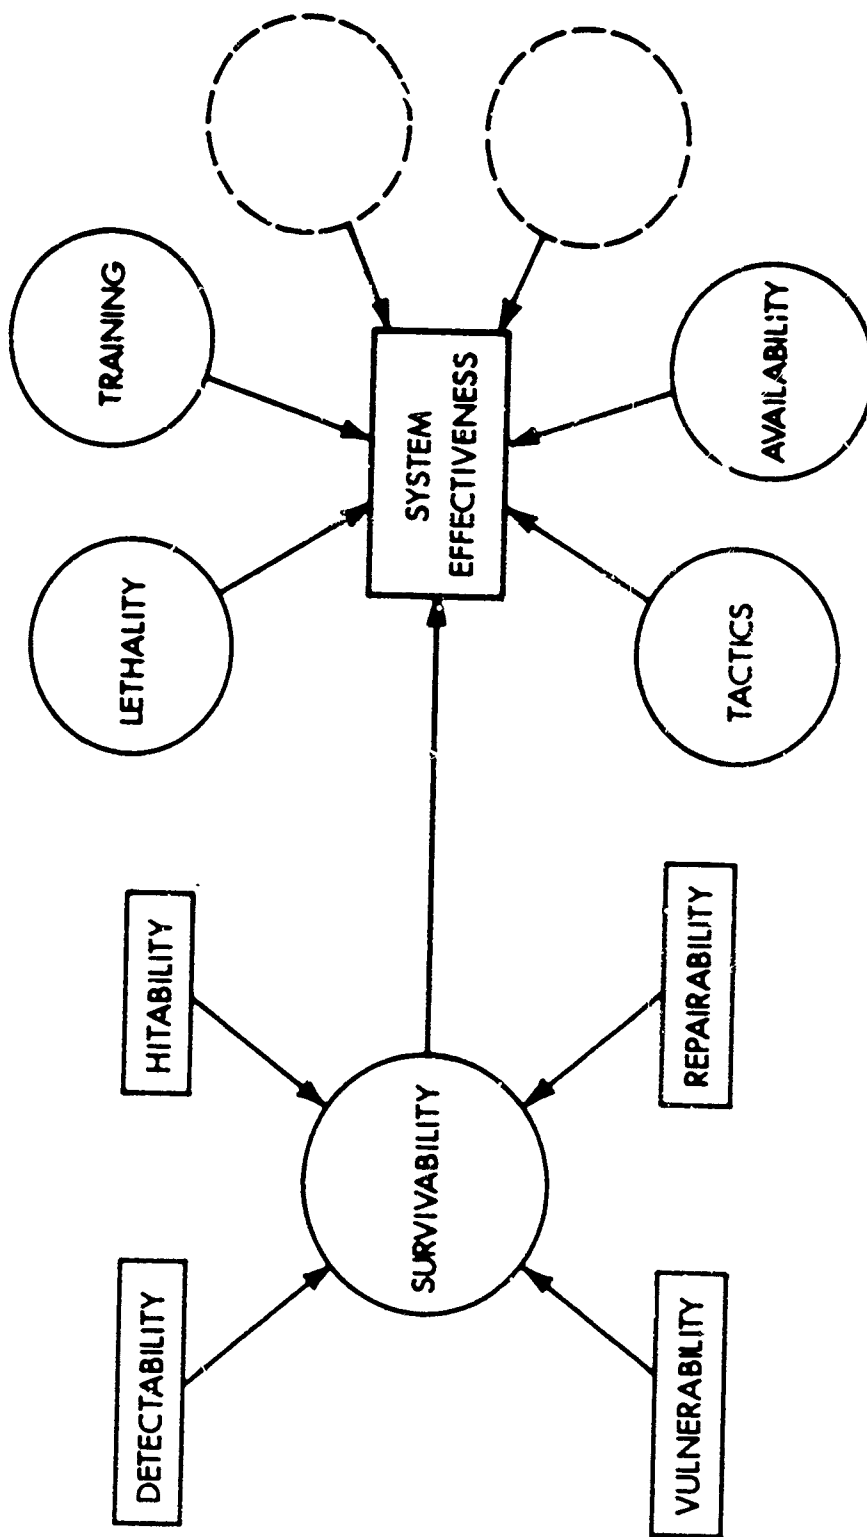 DETECTABILITY
HITABILITY
LETHALITY
TRAINING
SURVIVABILITY
SYSTEM
EFFECTIVENESS
VULNERABILITY
REPAIRABILITY
TACTICS
AVAILABILITY